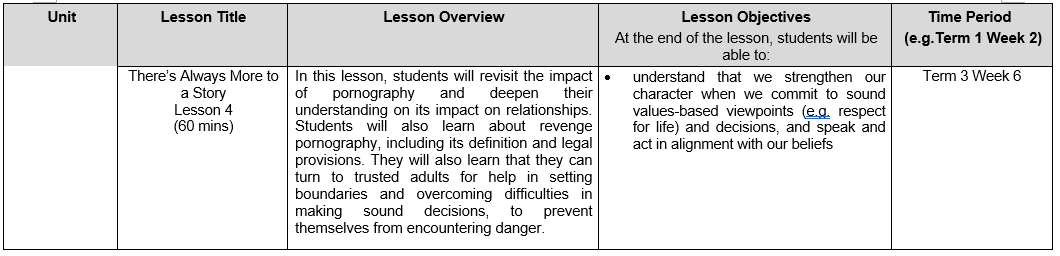 Unit
Lesson Title
Lesson Overview
Lesson Objectives
At the end of the lesson, students will be
able to:
Time Period
(e.g.Term 1 Week 2)
There's Always More to
a Story
Lesson 4
(60 mins)
In this lesson, students will revisit the impact
of pornography and deepen their
understanding on its impact on relationships.
Students will also learn about revenge
pornography, including its definition and legal
provisions. They will also learn that they can
turn to trusted adults for help in setting
boundaries and overcoming difficulties in
making sound decisions, to prevent
themselves from encountering danger.
• understand that we strengthen our
character when we commit to sound
values-based viewpoints (e.g. respect
for life) and decisions, and speak and
act in alignment with our beliefs
Term 3 Week 6